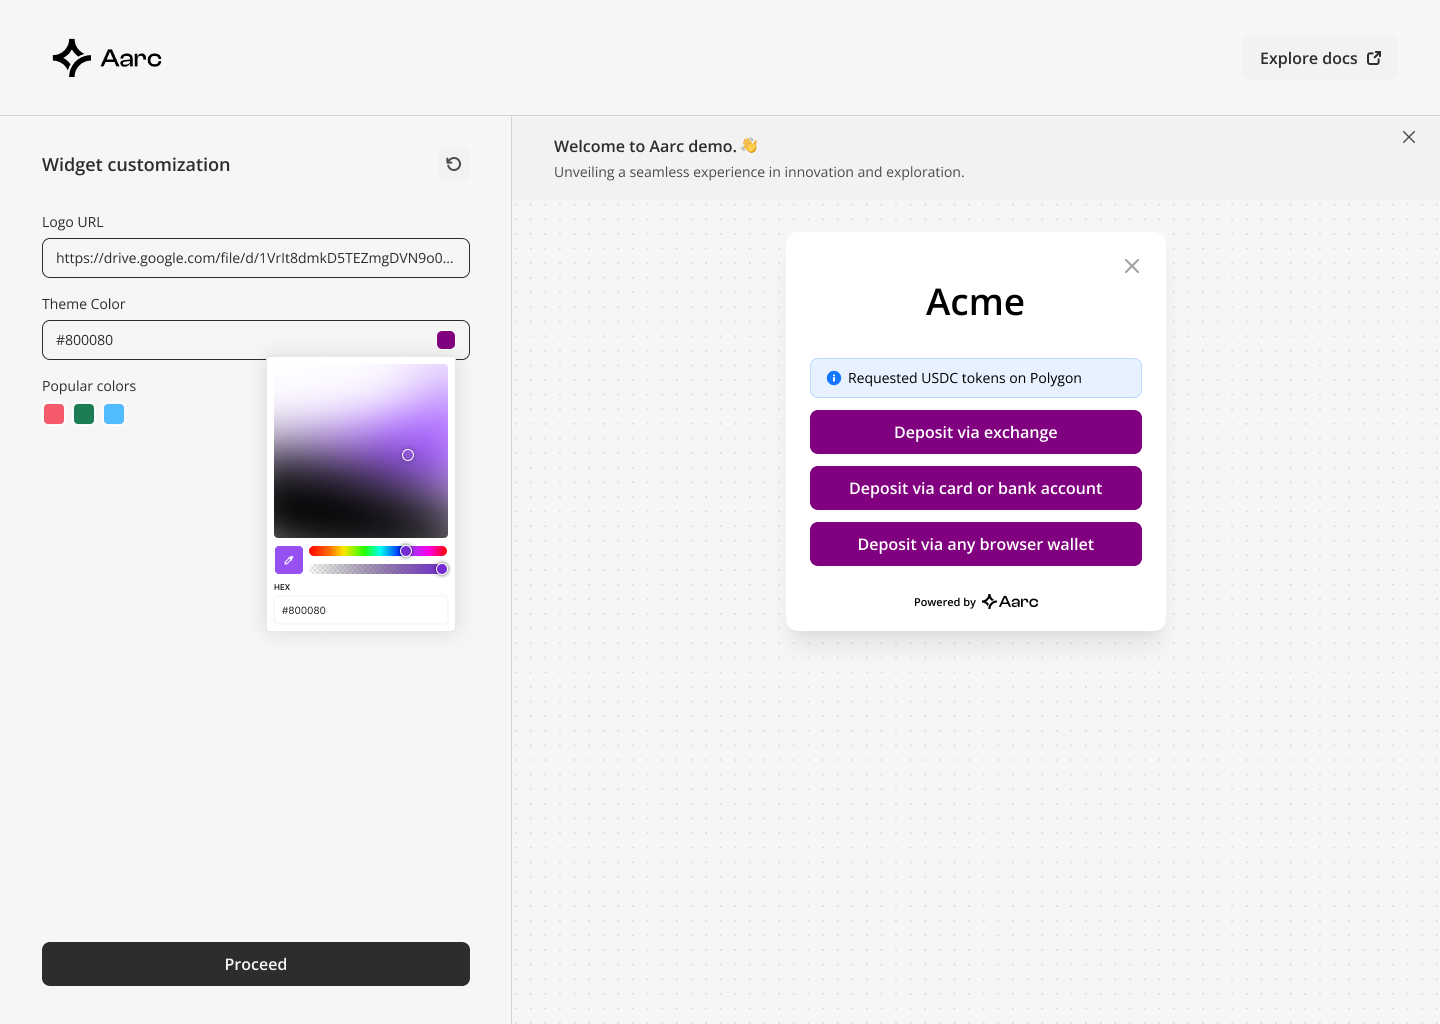 Aarc
Explore docs
Widget customization
Logo URL
https://drive.google.com/file/d/1VrIt8dmkD5TEZmgDVN9o0...
Theme Color
#800080
Popular colors
HEX
#800080
Proceed
Welcome to Aarc demo. 👋
Unveiling a seamless experience in innovation and exploration.
Acme
Requested USDC tokens on Polygon
Deposit via exchange
Deposit via card or bank account
Deposit via any browser wallet
Powered by Aarc